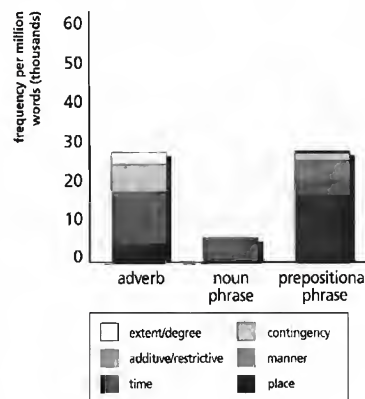 frequency per million
words (thousands)
60
50
40
30
20
10
0
adverb
noun
phrase
prepositiona
phrase
extent/degree
contingency
additive/restrictive
manner
time
place